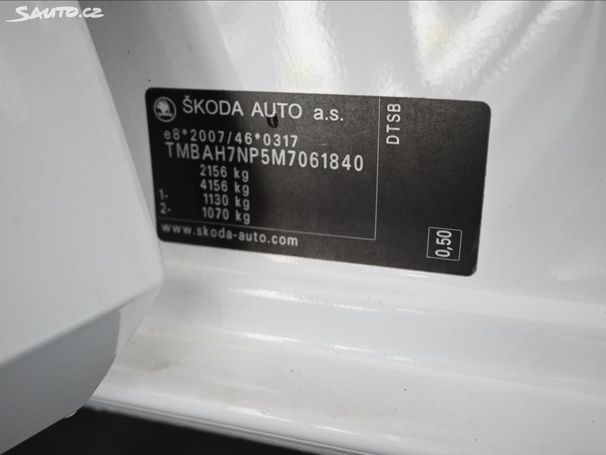 Sauto.cz
ŠKODA AUTO a.s.
e8*2007/46*0317
TMBAH7NP5M7061840
2156 kg
4156 kg
1- 1130 kg
2- 1070 kg
www.skoda-auto.com
DTSB
0,50